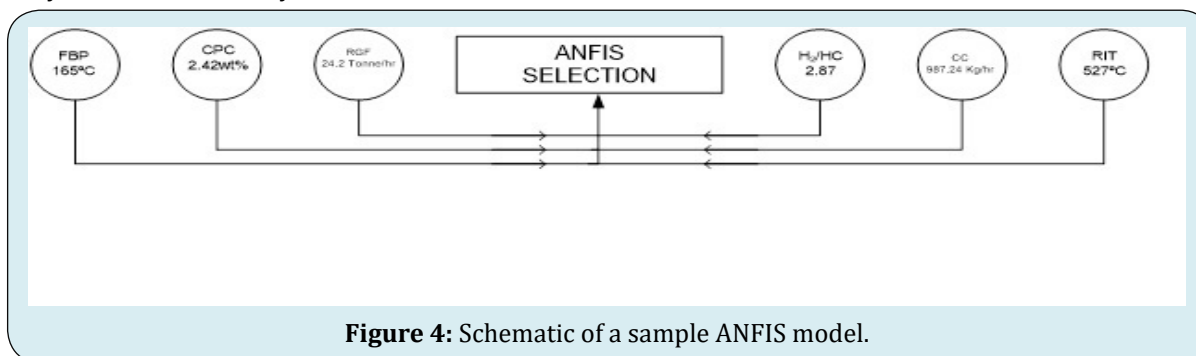 FBP
165°C
CPC
2.42wt%
RGF
24.2 Tonne/hr
ANFIS
SELECTION
H₂/HC
2.87
CC
987.24 Kg/hr
RIT
527°C
Figure 4: Schematic of a sample ANFIS model.